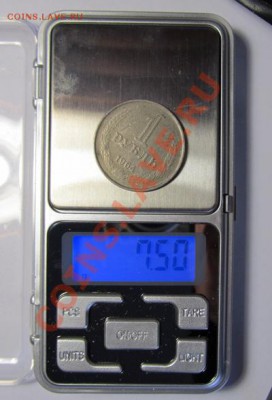 COINS.LAVE.RU
COINS.LAVE.RU
1
РУБЛЬ
7.50
PCS
TARE
ON/OFF
UNITS
LIGHT